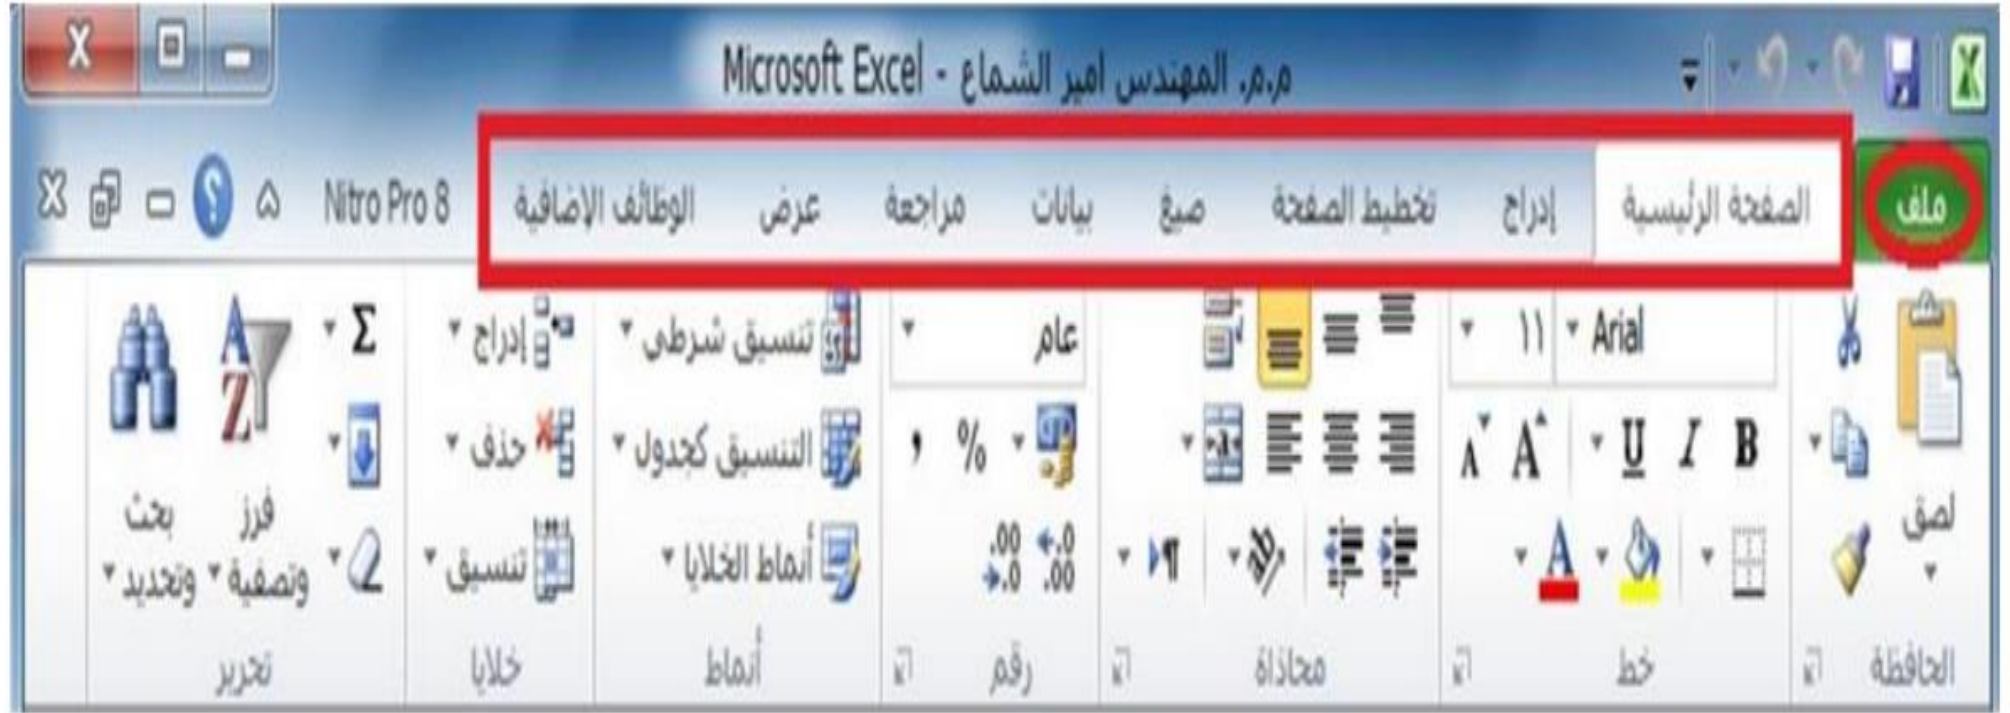 م.م. المهندس امير الشماع - Microsoft Excel
ملف الصفحة الرئيسية إدراج تخطيط الصفحة صيغ بيانات مراجعة عرض الوظائف الإضافية Nitro Pro 8
Arial ١١ عام تنسيق شرطي إدراج Σ
B I U A A % , التنسيق كجدول حذف
لصق A أنماط الخلايا تنسيق فرز وتصفية بحث وتحديد
الحافظة خط محاذاة رقم أنماط خلايا تحرير